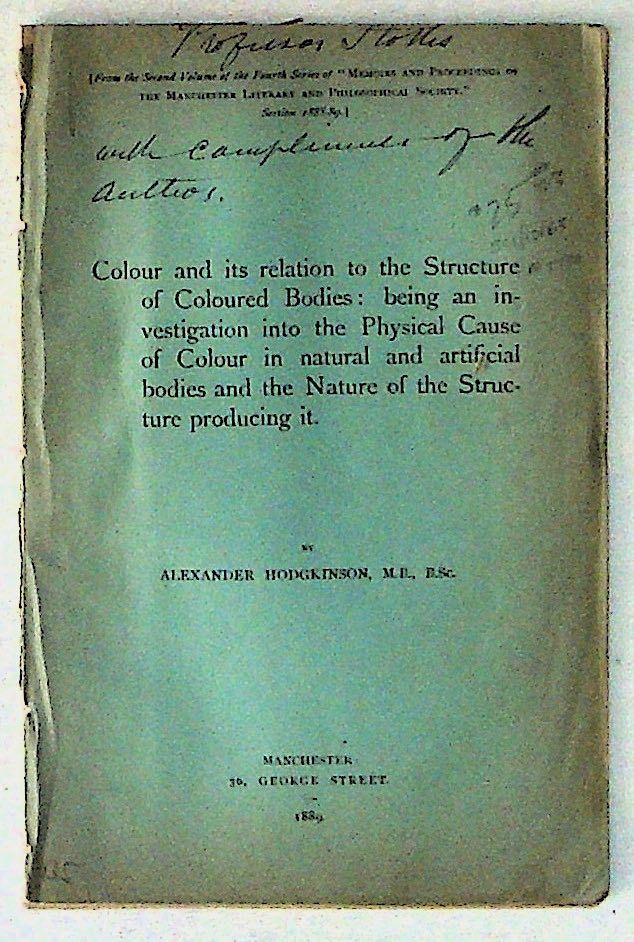 Professor Stokes
[From the Second Volume of the Fourth Series of "Memoirs and Proceedings of
the Manchester Literary and Philosophical Society."
Session 1888-89.]
with compliments of the
Author.
Colour and its relation to the Structure
of Coloured Bodies: being an in-
vestigation into the Physical Cause
of Colour in natural and artificial
bodies and the Nature of the Struc-
ture producing it.
BY
ALEXANDER HODGKINSON, M.B., B.Sc.
MANCHESTER
36, GEORGE STREET.
1889.